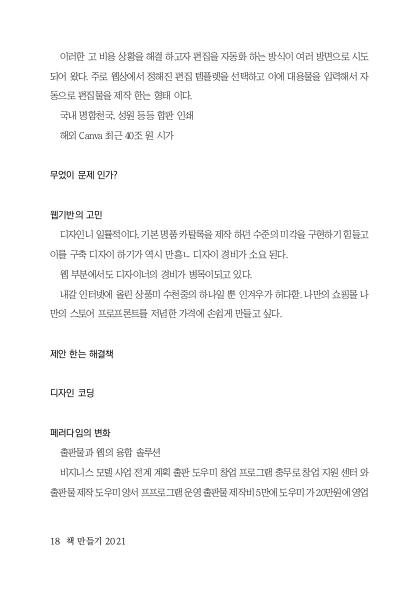 이러한 고 비용 상황을 해결 하고자 편집을 자동화 하는 방식이 여러 방면으로 시도
되어 왔다. 주로 웹상에서 정해진 편집 템플렛을 선택하고 이에 대용물을 입력해서 자
동으로 편집물을 제작 한는 형태 이다.
국내 명함천국, 성원 등등 합판 인쇄
해외 Canva 최근 40조 원 시가
무엇이 문제 인가?
웹기반의 고민
디자인니 일률적이다. 기본 명품 카탈록을 제작 하던 수준의 미각을 구현하기 힘들고
이를 구축 디자이 하기가 역시 만흥ㄴ 디자이 경비가 소요 된다.
웹 부분에서도 디자이너의 경비가 병목이되고 있다.
내갈 인터넷에 올린 상품미 수천중의 하나일 뿐 인겨우가 허다핟. 나만의 쇼핑몰 나
만의 스토어 프로프론트를 저념한 가격에 손쉽게 만들고 싶다.
제안 한는 해결책
디자인 코딩
페러다임의 변화
출판물과 웹의 융합 솔루션
비지니스 모델 사업 전계 계획 출판 도우미 창업 프로그램 충무로 창업 지원 센터 와
출판물 제작 도우미 양서 프프로그램 운영 출판물 제작비 5만에 도우미 가 20만원에 영업
18 책 만들기 2021